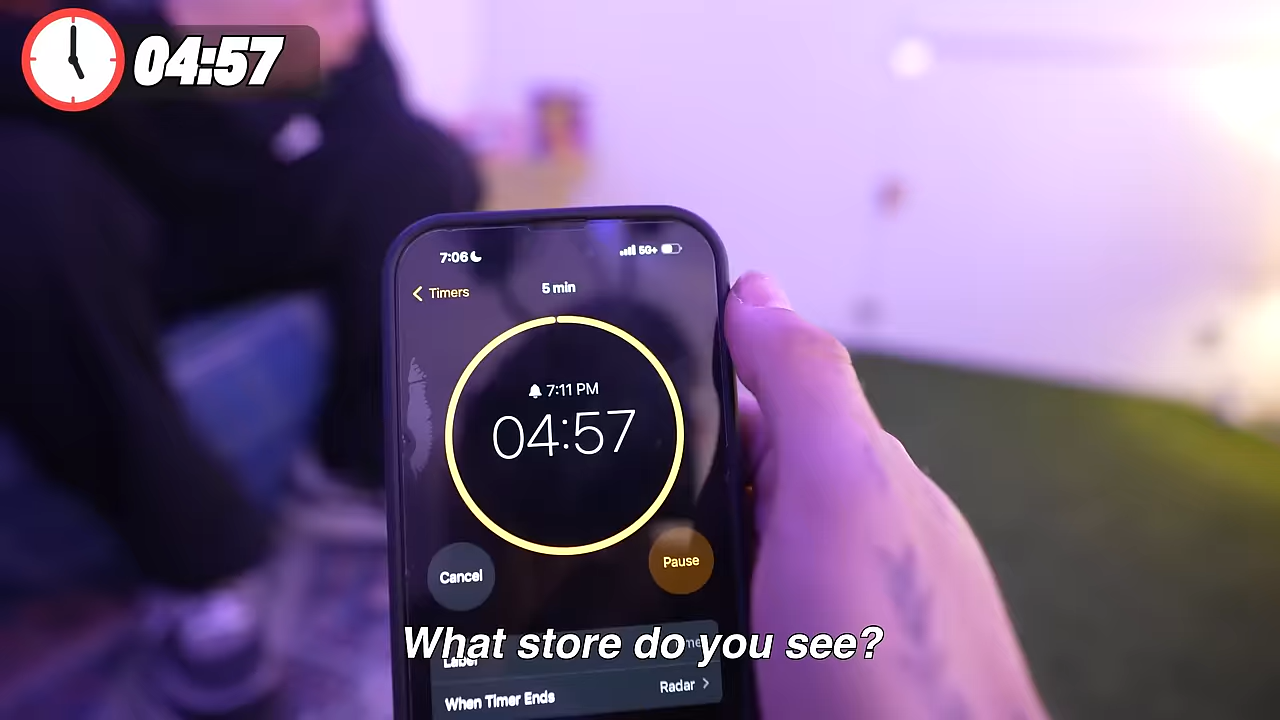 04:57
7:06
5G+
Timers
5 min
7:11 PM
04:57
Cancel
Pause
What store do you see?
Label
When Timer Ends
Radar